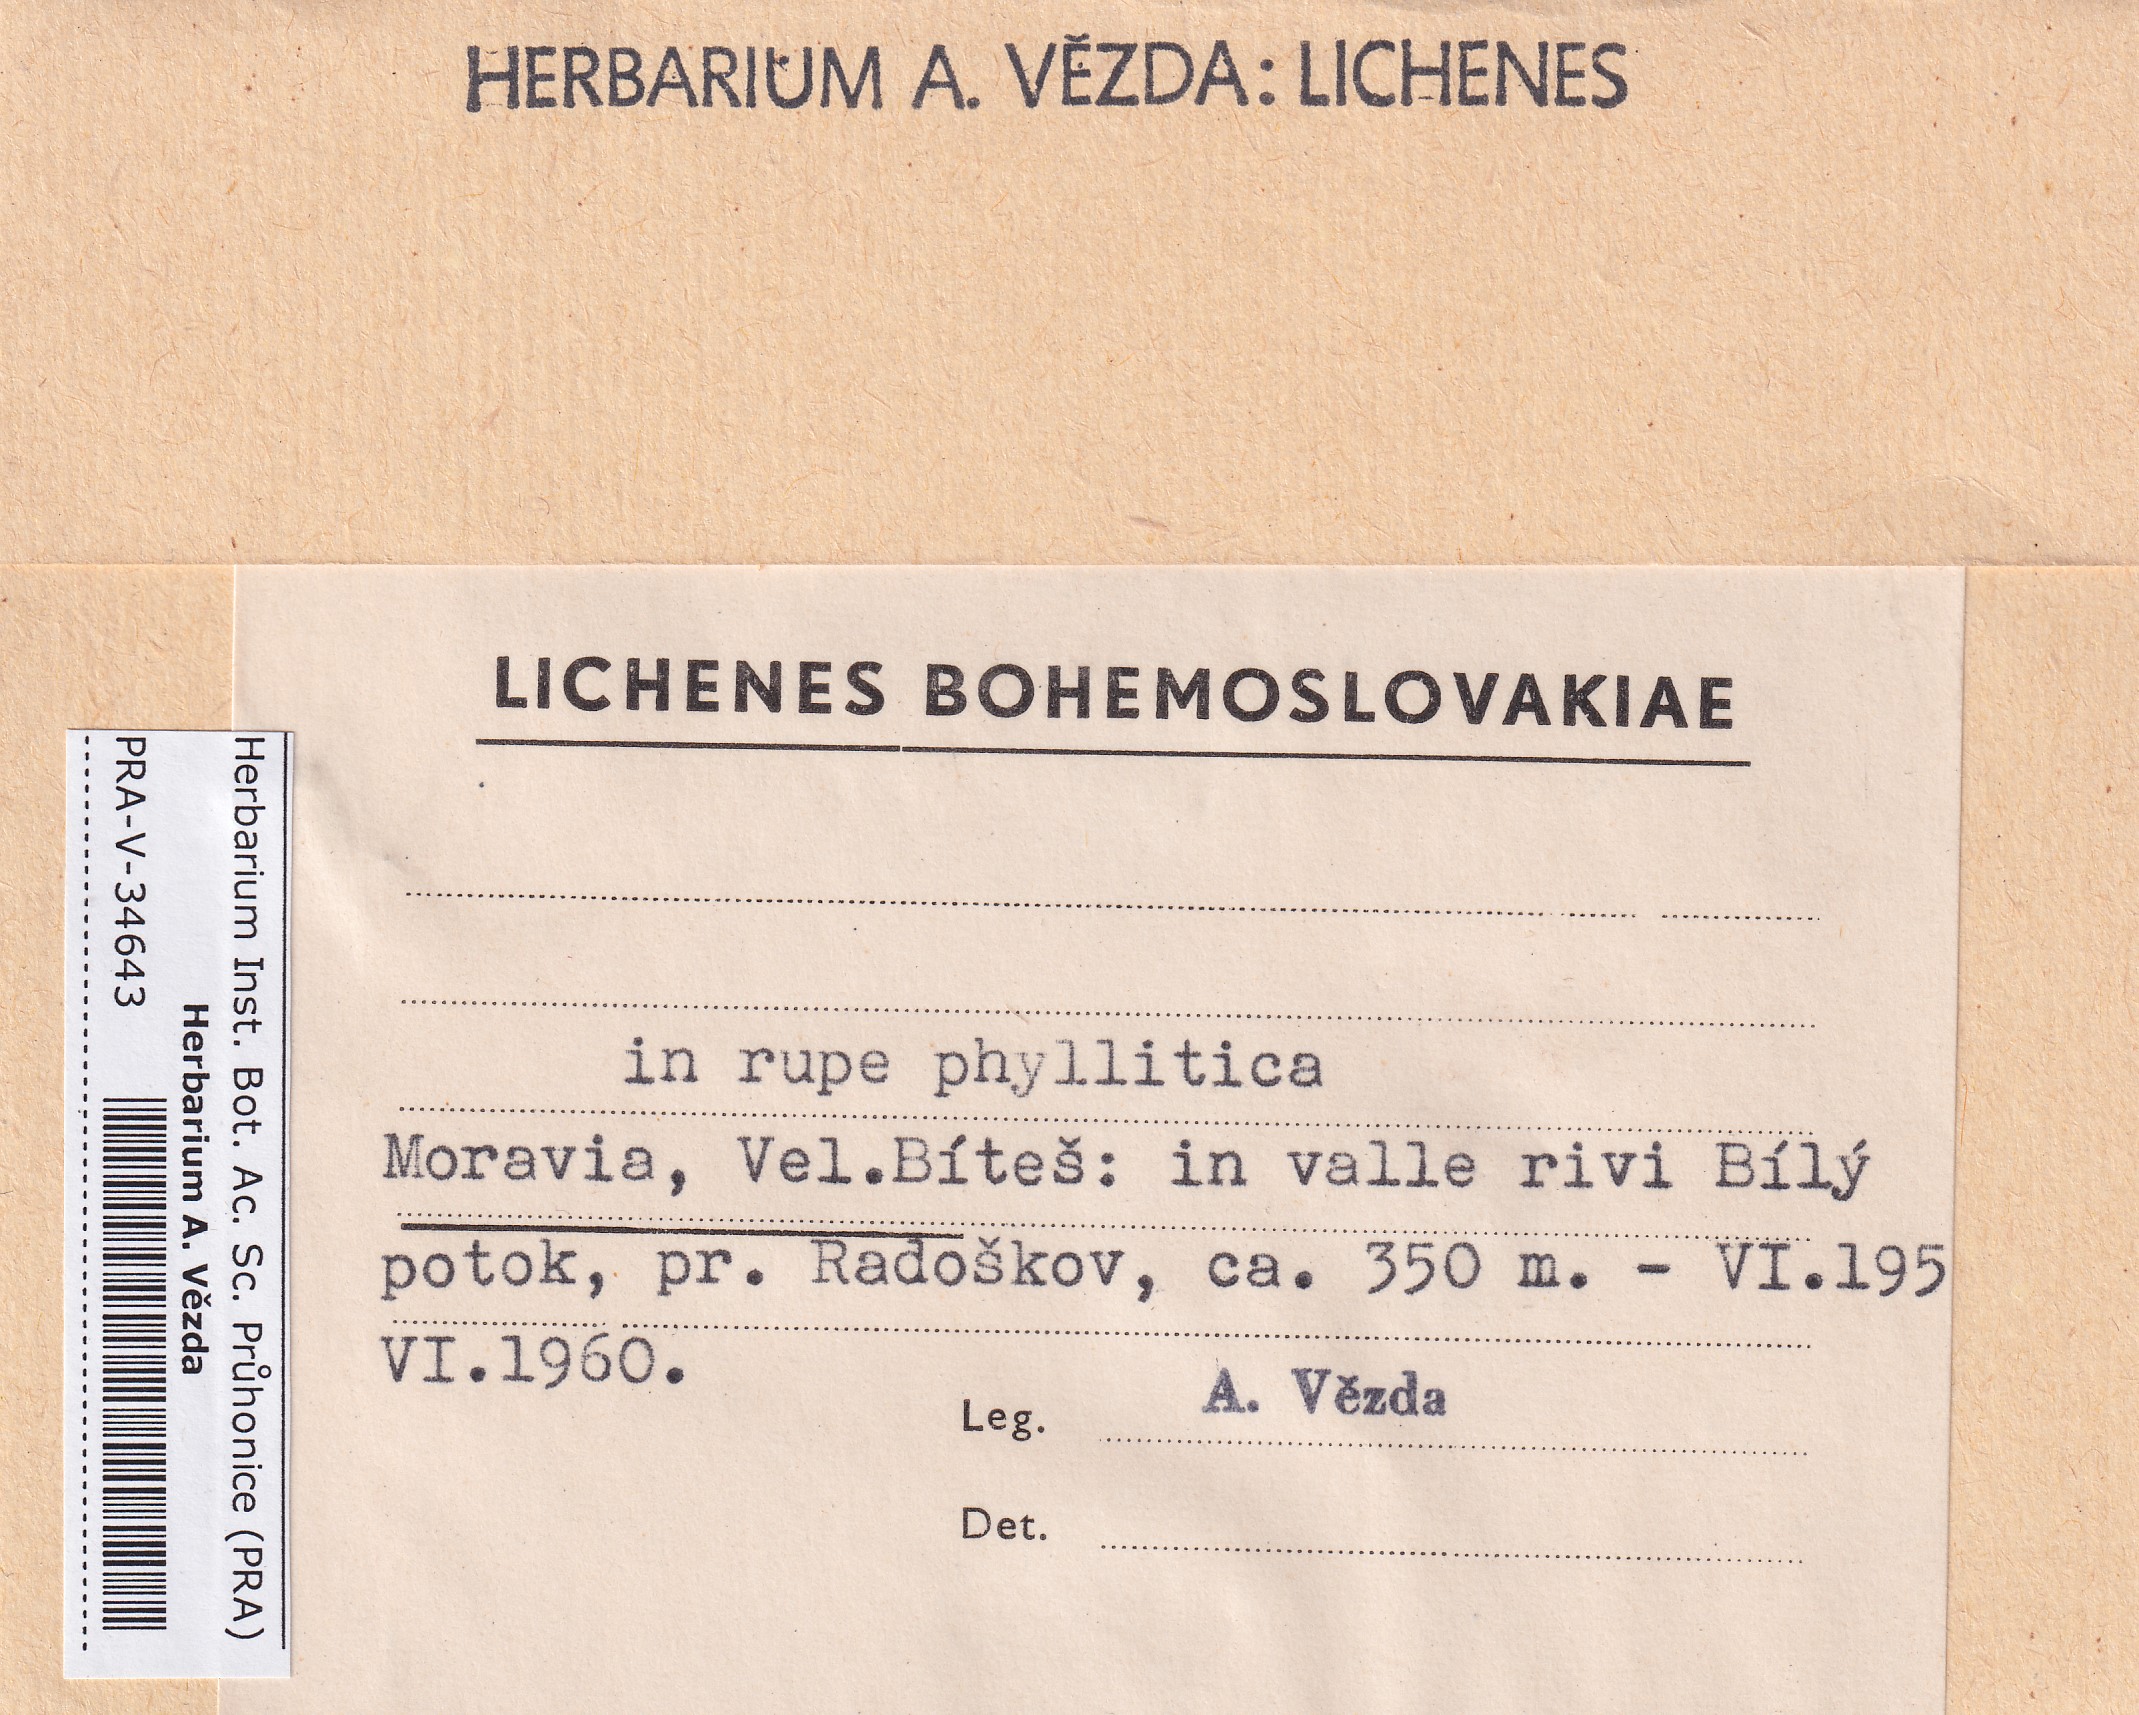 HERBARIUM A. VĚZDA: LICHENES
LICHENES BOHEMOSLOVAKIAE
in rupe phyllitica
Moravia, Vel.Bíteš: in valle rivi Bílý
potok, pr. Radoškov, ca. 350 m. - VI.195
VI.1960.
Leg. A. Vězda
Det.
Herbarium Inst. Bot. Ac. Sc. Průhonice (PRA)
Herbarium A. Vězda
PRA-V-34643